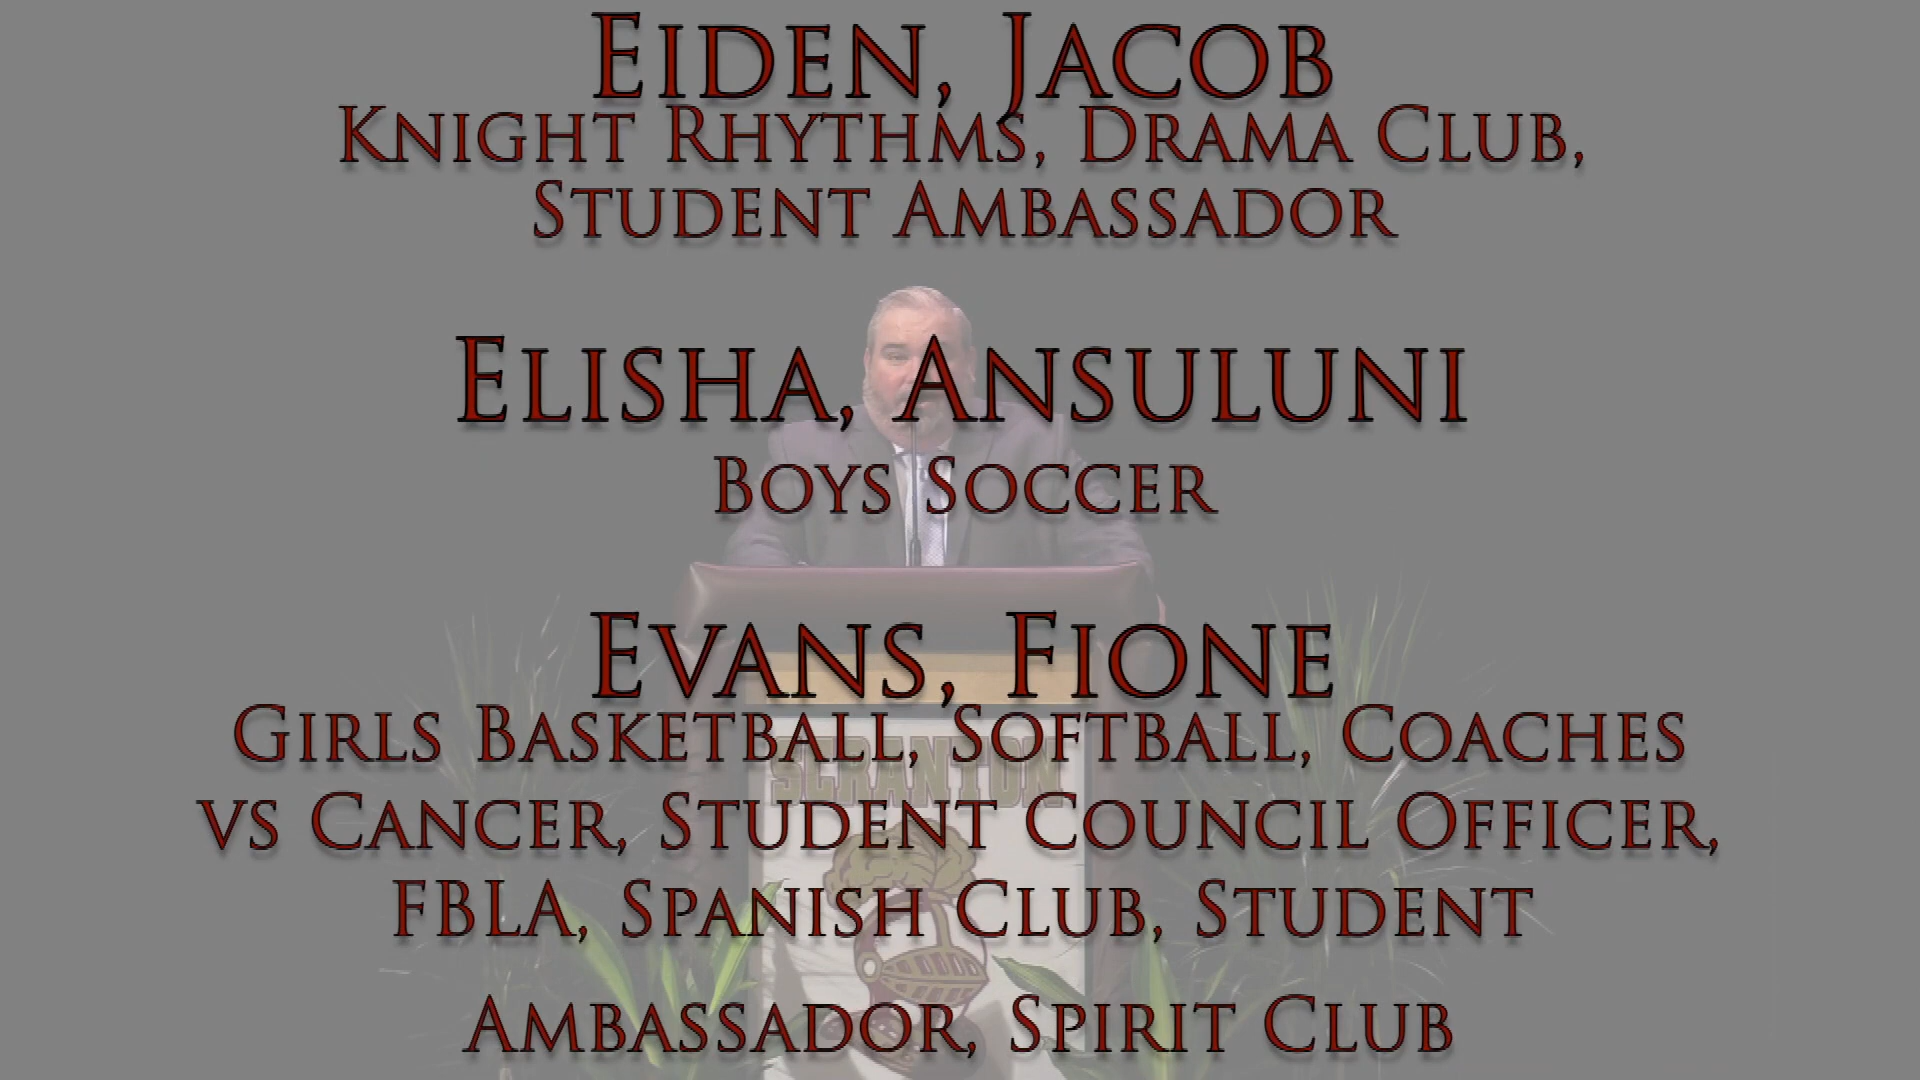 Eiden, Jacob
Knight Rhythms, Drama Club,
Student Ambassador
Elisha, Ansuluni
Boys Soccer
Evans, Fione
Girls Basketball, Softball, Coaches
vs Cancer, Student Council Officer,
FBLA, Spanish Club, Student
Ambassador, Spirit Club
SCRANTON